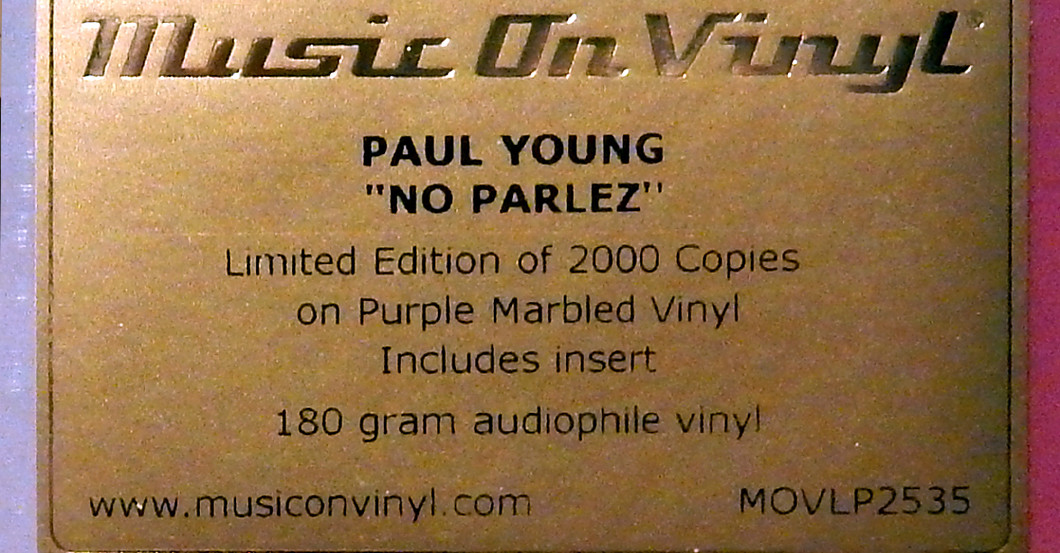 Music On Vinyl®
PAUL YOUNG
"NO PARLEZ"
Limited Edition of 2000 Copies
on Purple Marbled Vinyl
Includes insert
180 gram audiophile vinyl
www.musiconvinyl.com MOVLP2535